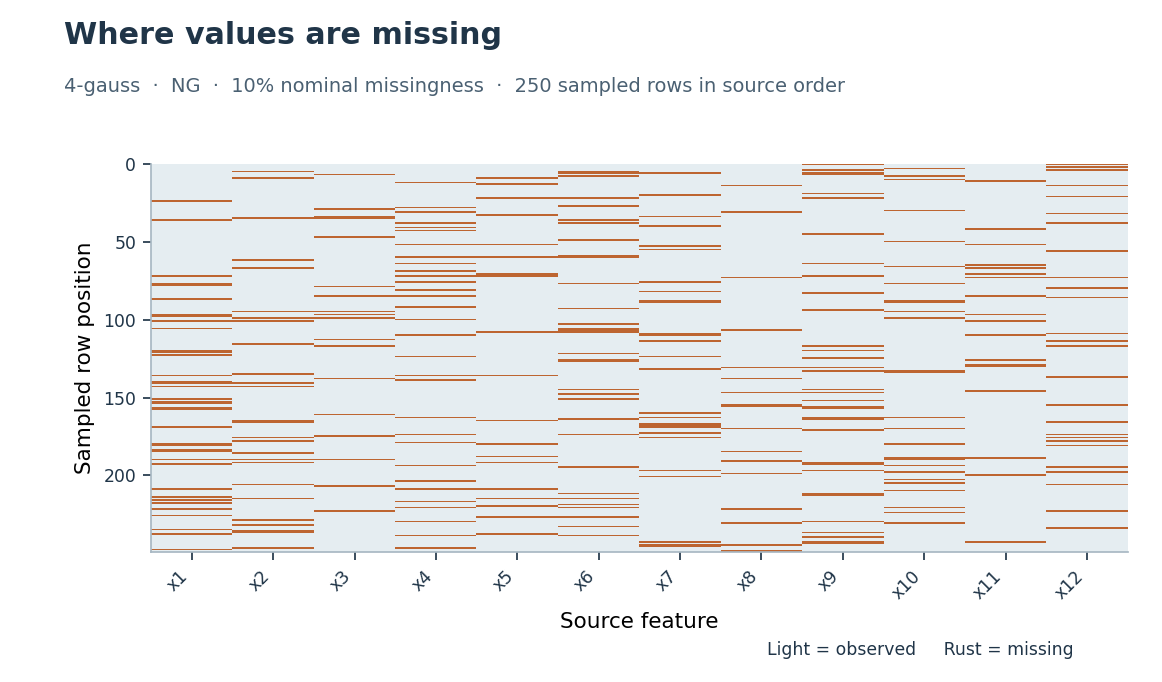 Where values are missing
4-gauss · NG · 10% nominal missingness · 250 sampled rows in source order
0
50
100
150
200
Sampled row position
x1 x2 x3 x4 x5 x6 x7 x8 x9 x10 x11 x12
Source feature
Light = observed Rust = missing